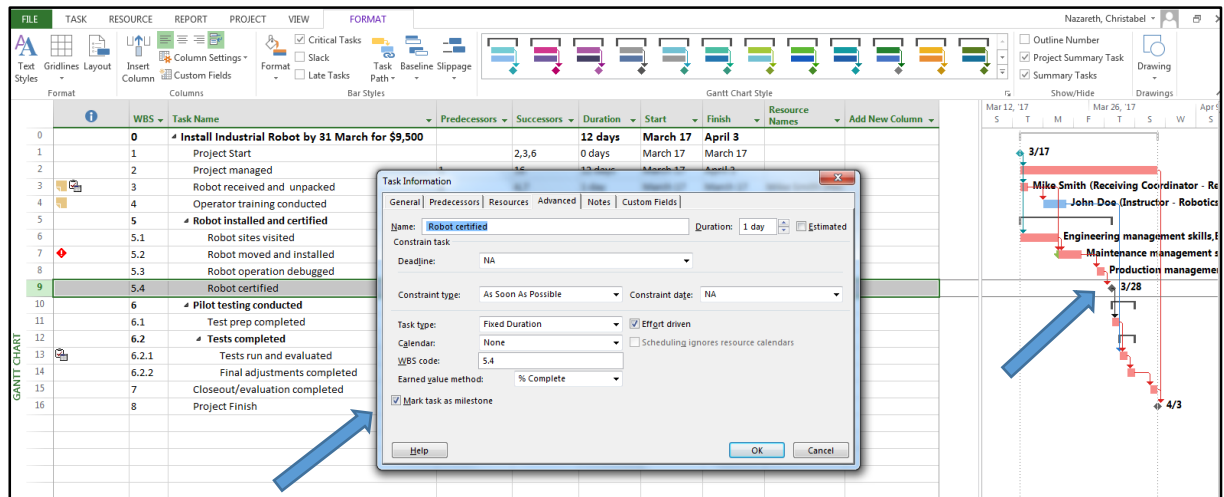 FILE TASK RESOURCE REPORT PROJECT VIEW FORMAT Nazareth, Christabel
Text Styles Gridlines Layout Insert Column Column Settings Custom Fields Format Critical Tasks Slack Late Tasks Task Path Baseline Slippage Outline Number Project Summary Task Summary Tasks Drawing
Format Columns Bar Styles Gantt Chart Style Show/Hide Drawings
WBS Task Name Predecessors Successors Duration Start Finish Resource Names Add New Column
Mar 12, '17 Mar 26, '17 Apr 9
S T M F T S W S
0 0 Install Industrial Robot by 31 March for $9,500 12 days March 17 April 3
1 1 Project Start 2,3,6 0 days March 17 March 17 3/17
2 2 Project managed
3 3 Robot received and unpacked Mike Smith (Receiving Coordinator - Re
4 4 Operator training conducted John Doe (Instructor - Robotics
5 5 Robot installed and certified
6 5.1 Robot sites visited Engineering management skills,E
7 5.2 Robot moved and installed Maintenance management s
8 5.3 Robot operation debugged Production managemen
9 5.4 Robot certified 3/28
10 6 Pilot testing conducted
11 6.1 Test prep completed
12 6.2 Tests completed
13 6.2.1 Tests run and evaluated
14 6.2.2 Final adjustments completed
15 7 Closeout/evaluation completed
16 8 Project Finish 4/3
GANTT CHART
Task Information
General Predecessors Resources Advanced Notes Custom Fields
Name: Robot certified Duration: 1 day Estimated
Constrain task
Deadline: NA
Constraint type: As Soon As Possible Constraint date: NA
Task type: Fixed Duration Effort driven
Calendar: None Scheduling ignores resource calendars
WBS code: 5.4
Earned value method: % Complete
Mark task as milestone
Help OK Cancel